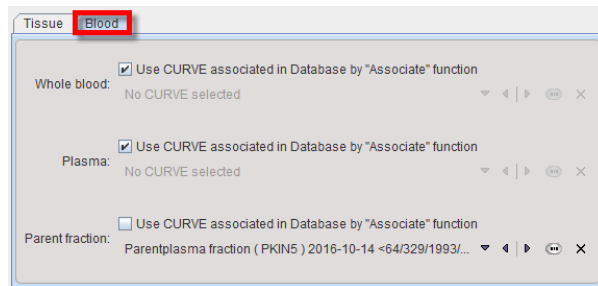 Tissue Blood
Use CURVE associated in Database by "Associate" function
Whole blood:
No CURVE selected
Use CURVE associated in Database by "Associate" function
Plasma:
No CURVE selected
Use CURVE associated in Database by "Associate" function
Parent fraction:
Parentplasma fraction ( PKIN5 ) 2016-10-14 <64/329/1993/...